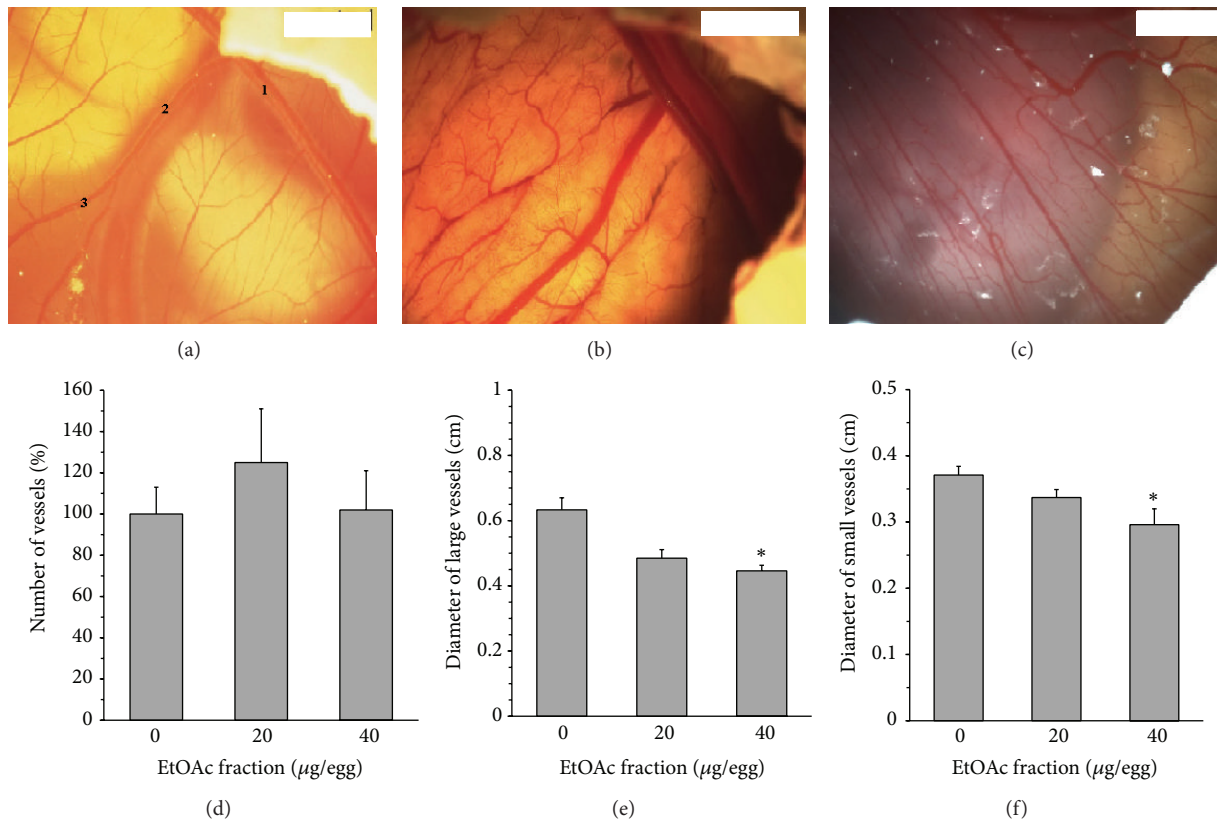 1
2
3
(a)
(b)
(c)
160
140
120
100
80
60
40
20
0
Number of vessels (%)
0
20
40
EtOAc fraction (μg/egg)
(d)
1
0.8
0.6
0.4
0.2
0
Diameter of large vessels (cm)
*
0
20
40
EtOAc fraction (μg/egg)
(e)
0.5
0.4
0.3
0.2
0.1
0
Diameter of small vessels (cm)
*
0
20
40
EtOAc fraction (μg/egg)
(f)